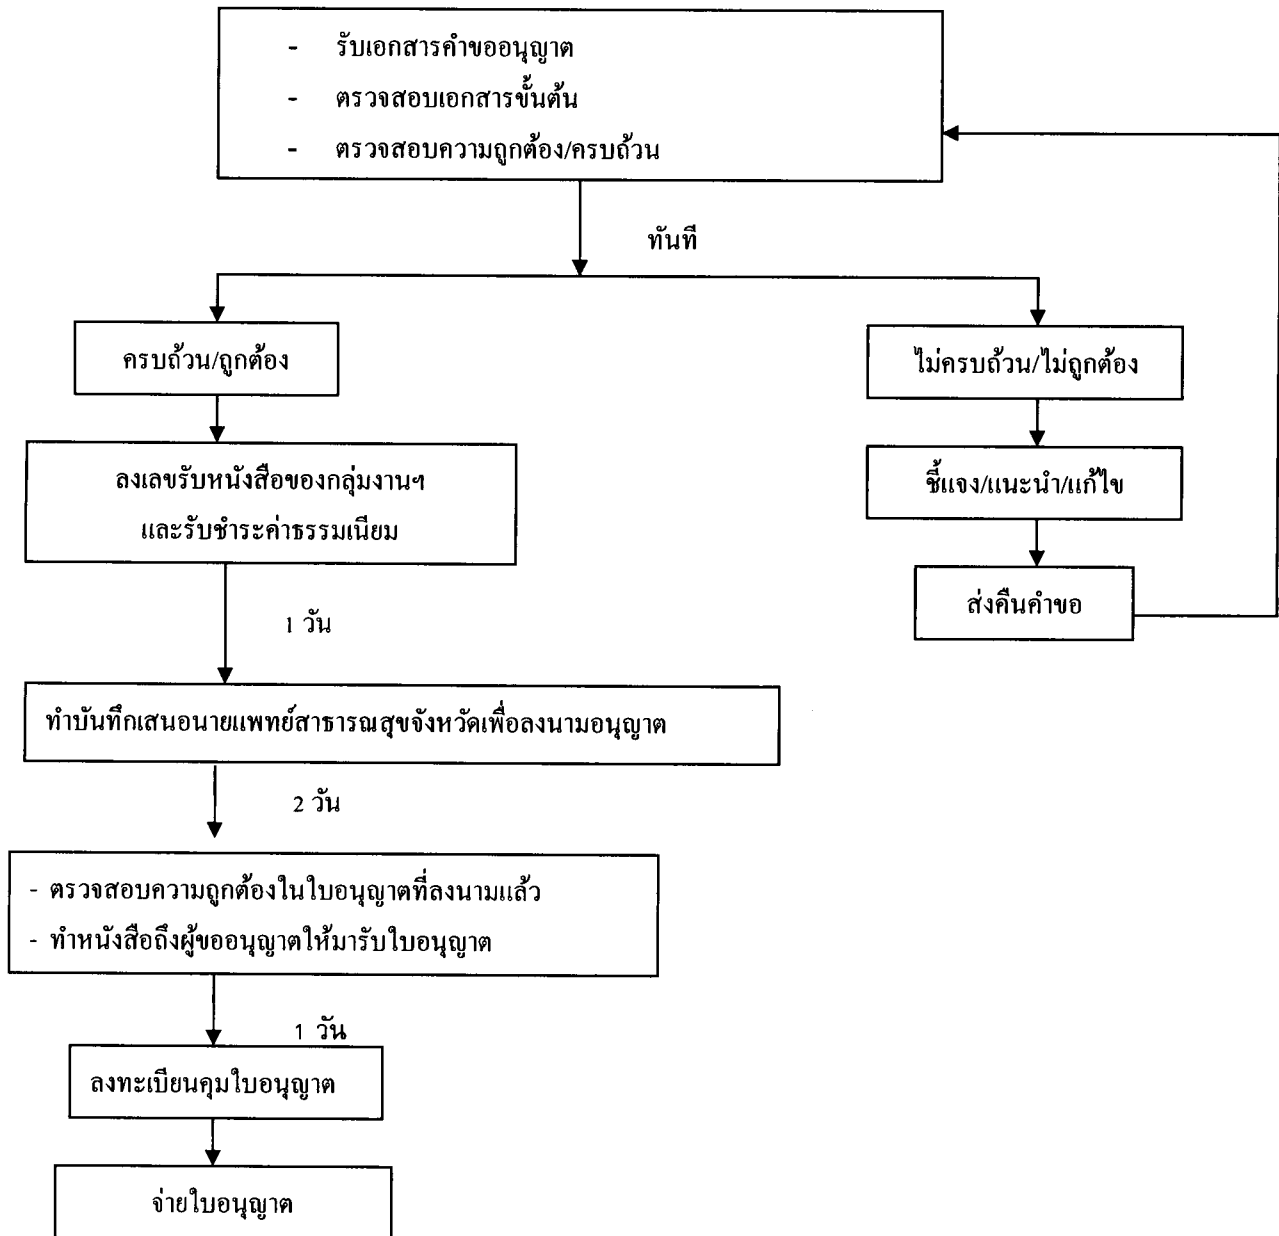 - รับเอกสารคำขออนุญาต
- ตรวจสอบเอกสารขั้นต้น
- ตรวจสอบความถูกต้อง/ครบถ้วน
ทันที
ครบถ้วน/ถูกต้อง
ไม่ครบถ้วน/ไม่ถูกต้อง
ลงเลขรับหนังสือของกลุ่มงานฯ
และรับชำระค่าธรรมเนียม
ชี้แจง/แนะนำ/แก้ไข
ส่งคืนคำขอ
1 วัน
ทำบันทึกเสนอนายแพทย์สาธารณสุขจังหวัดเพื่อลงนามอนุญาต
2 วัน
- ตรวจสอบความถูกต้องในใบอนุญาตที่ลงนามแล้ว
- ทำหนังสือถึงผู้ขออนุญาตให้มารับใบอนุญาต
1 วัน
ลงทะเบียนคุมใบอนุญาต
จ่ายใบอนุญาต